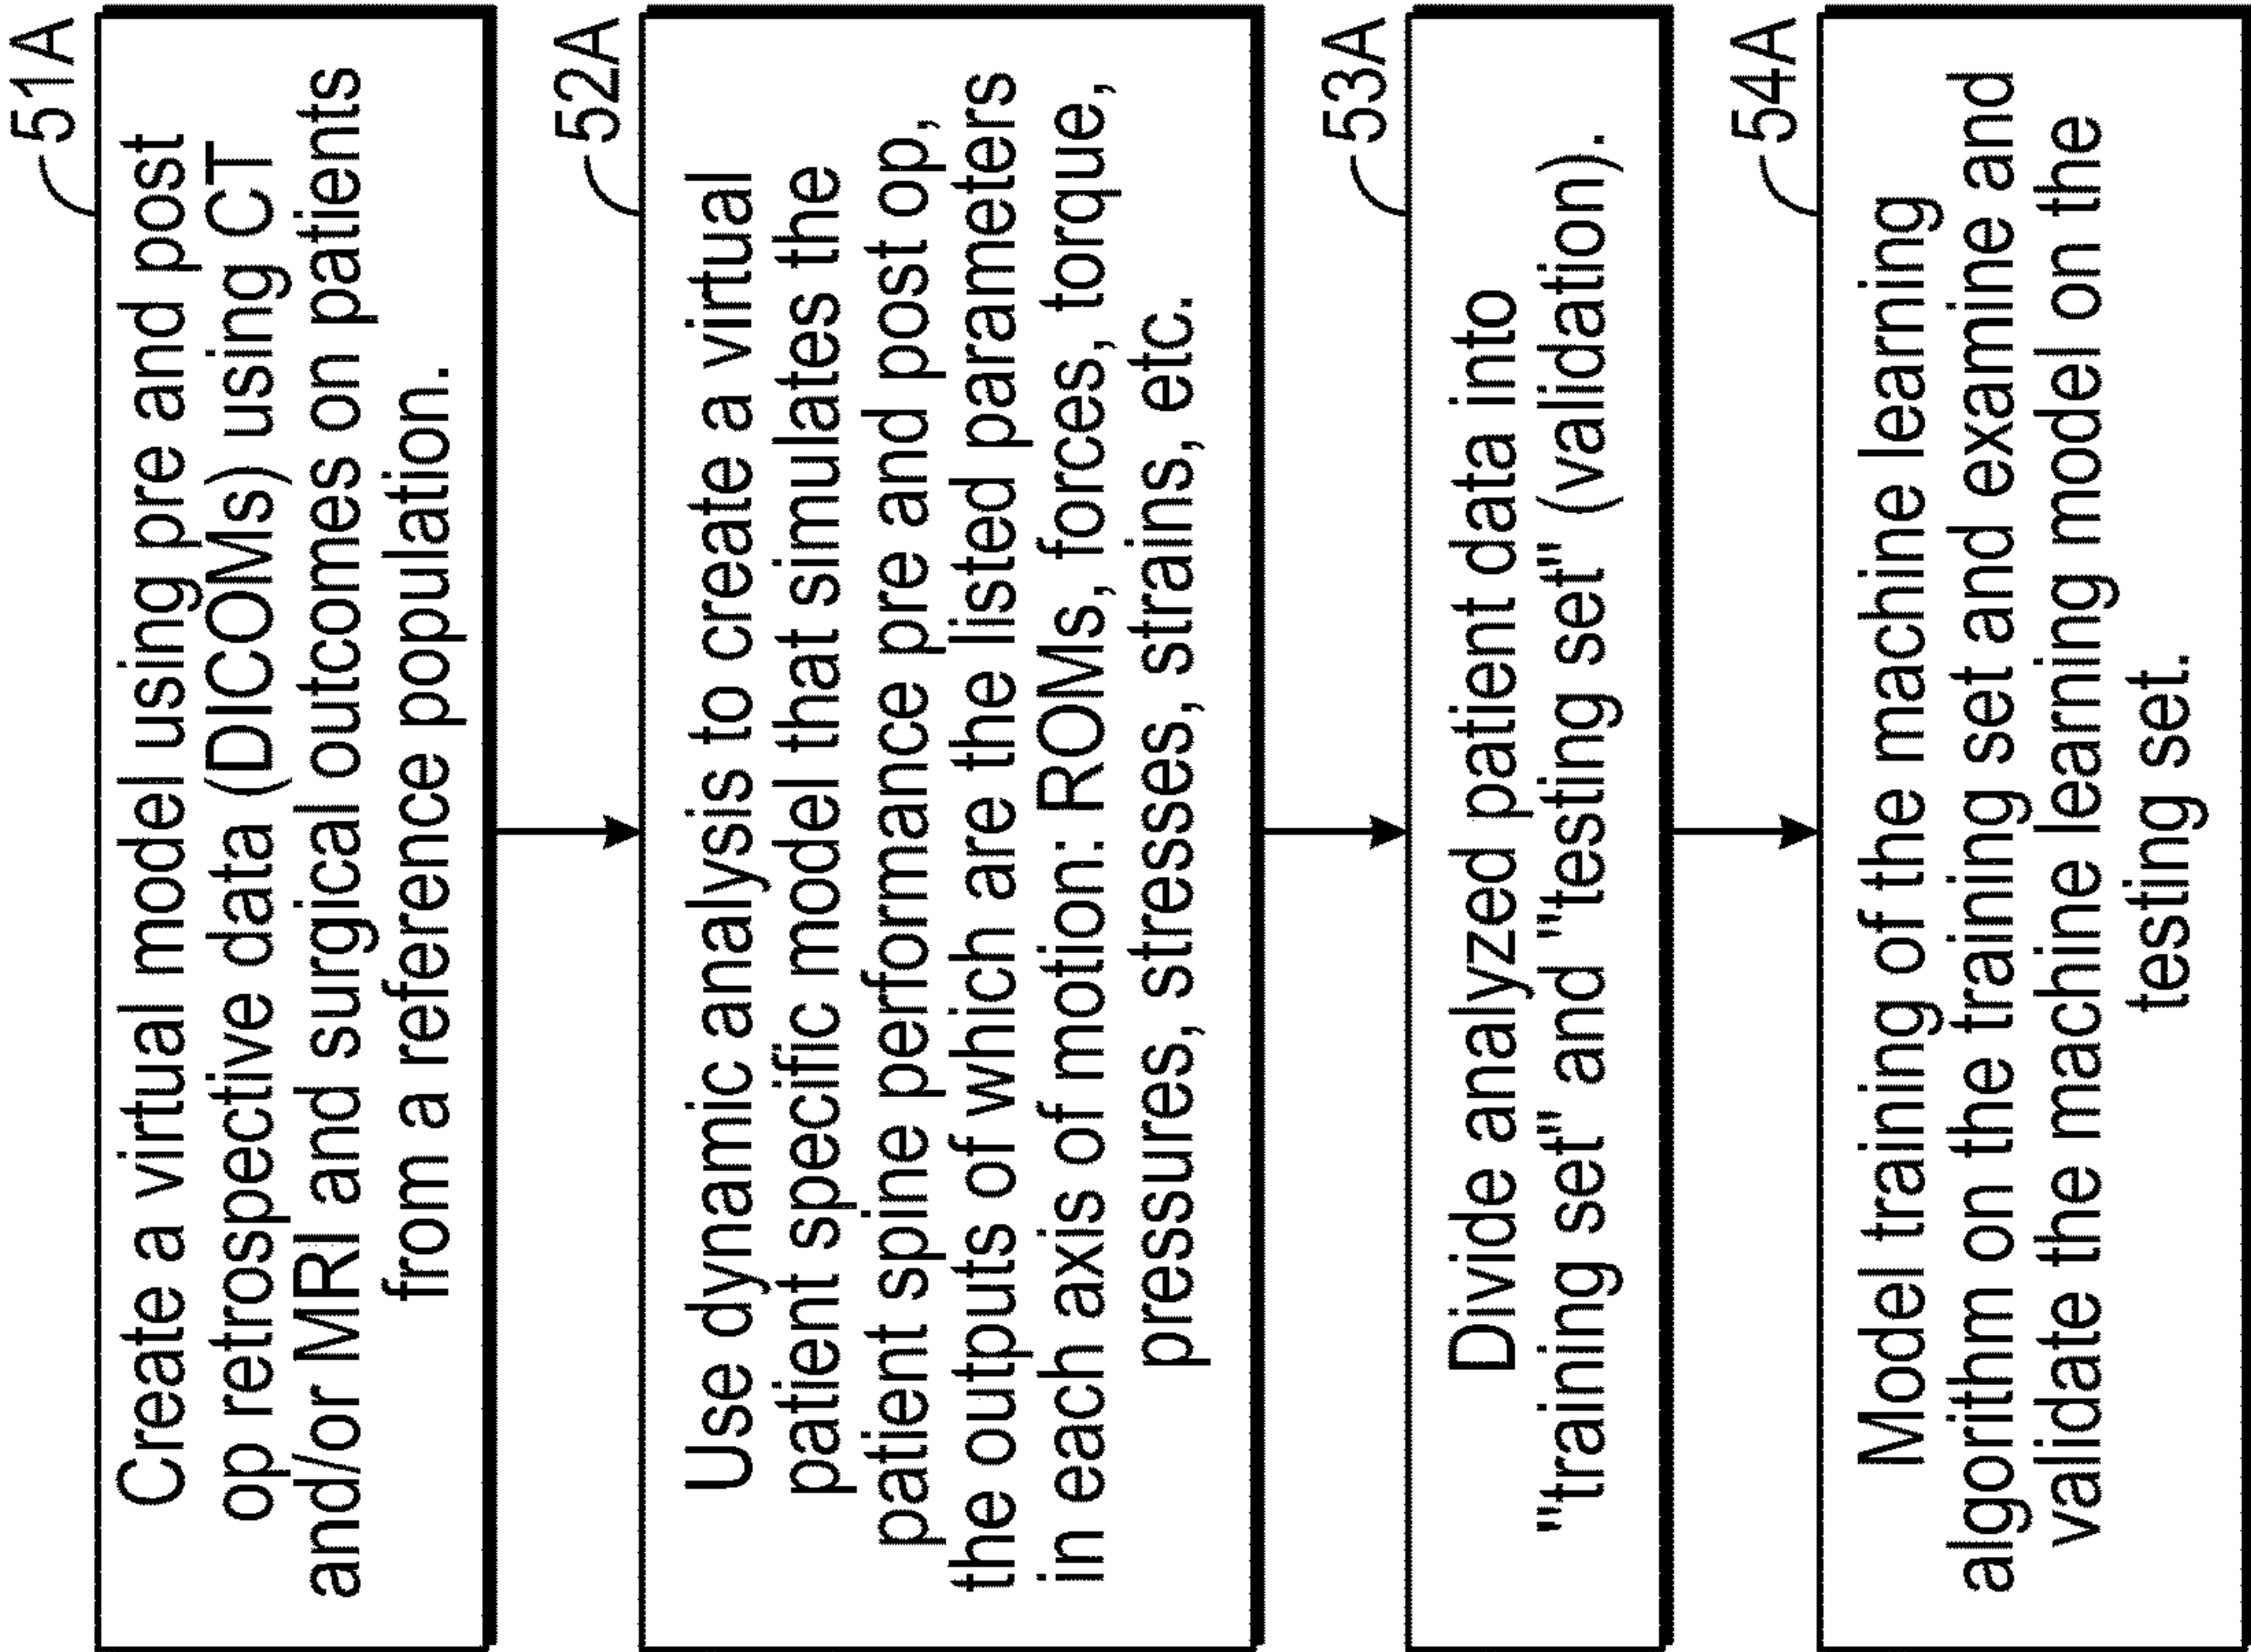 51A
Create a virtual model using pre and post
op retrospective data (DICOMs) using CT
and/or MRI and surgical outcomes on patients
from a reference population.
52A
Use dynamic analysis to create a virtual
patient specific model that simulates the
patient spine performance pre and post op,
the outputs of which are the listed parameters
in each axis of motion: ROMs, forces, torque,
pressures, stresses, strains, etc.
53A
Divide analyzed patient data into
"training set" and "testing set" (validation).
54A
Model training of the machine learning
algorithm on the training set and examine and
validate the machine learning model on the
testing set.